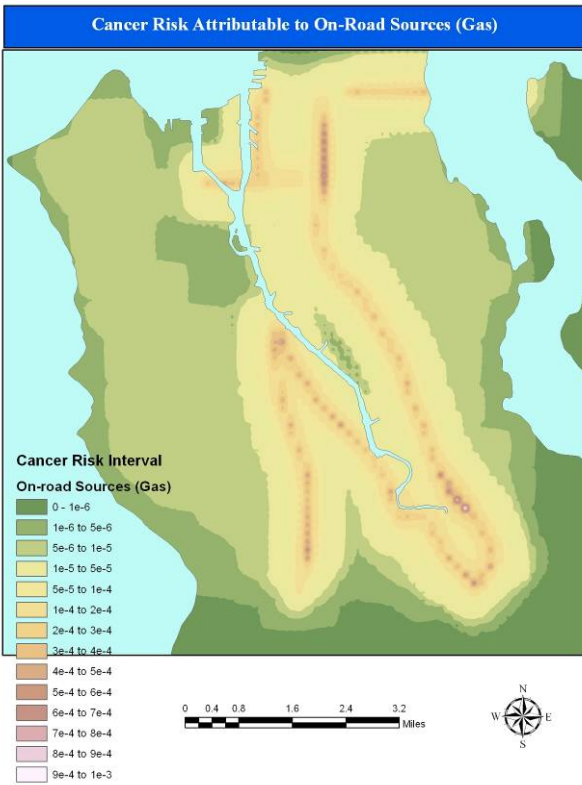 Cancer Risk Attributable to On-Road Sources (Gas)
Cancer Risk Interval
On-road Sources (Gas)
0 - 1e-6
1e-6 to 5e-6
5e-6 to 1e-5
1e-5 to 5e-5
5e-5 to 1e-4
1e-4 to 2e-4
2e-4 to 3e-4
3e-4 to 4e-4
4e-4 to 5e-4
5e-4 to 6e-4
6e-4 to 7e-4
7e-4 to 8e-4
8e-4 to 9e-4
9e-4 to 1e-3
0 0.4 0.8 1.6 2.4 3.2
Miles
N
W E
S